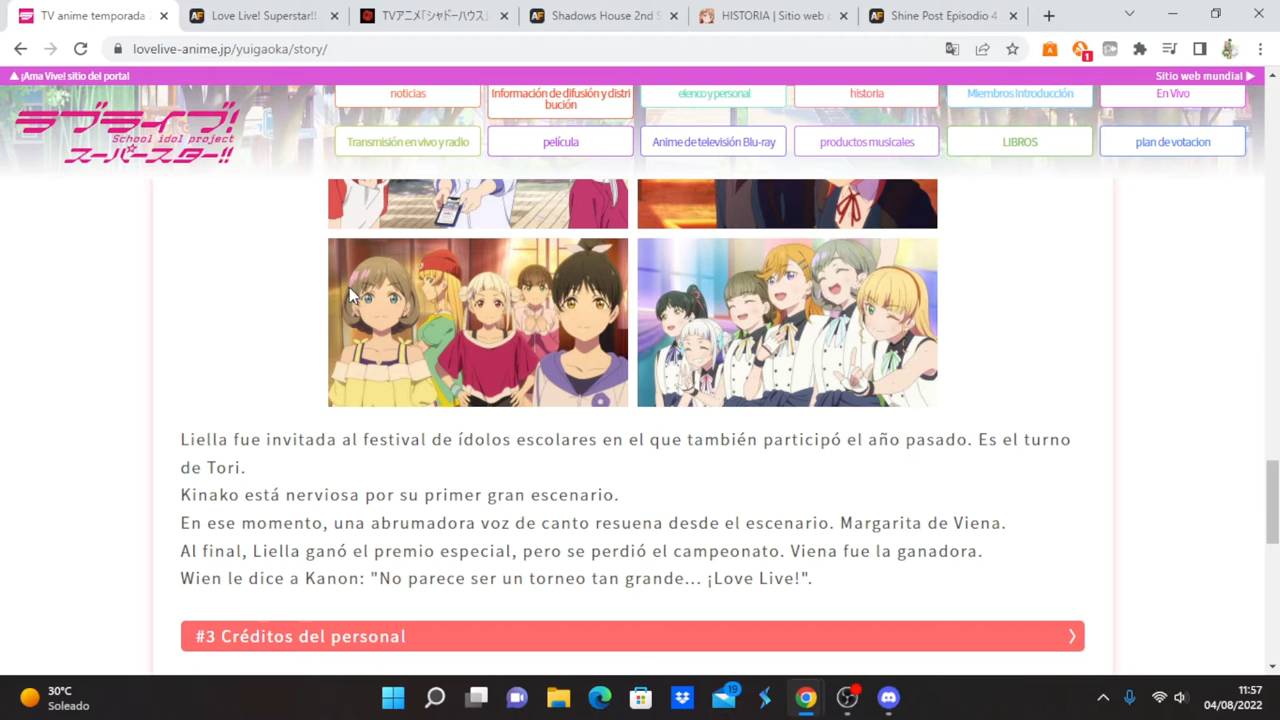 TV anime temporada
Love Live! Superstar!!
TVアニメ「シャドーハウス」
Shadows House 2nd S
HISTORIA | Sitio web
Shine Post Episodio 4
lovelive-anime.jp/yuigaoka/story/
1
▲ ¡Ama Vive! sitio del portal
Sitio web mundial ▶
noticias
Información de difusión y distri
bución
elenco y personal
historia
Miembros Introducción
En Vivo
ラブライブ!
School idol project
スーパースター!!
Transmisión en vivo y radio
película
Anime de televisión Blu-ray
productos musicales
LIBROS
plan de votacion
Liella fue invitada al festival de ídolos escolares en el que también participó el año pasado. Es el turno
de Tori.
Kinako está nerviosa por su primer gran escenario.
En ese momento, una abrumadora voz de canto resuena desde el escenario. Margarita de Viena.
Al final, Liella ganó el premio especial, pero se perdió el campeonato. Viena fue la ganadora.
Wien le dice a Kanon: "No parece ser un torneo tan grande... ¡Love Live!".
#3 Créditos del personal
30°C
Soleado
19
11:57
04/08/2022